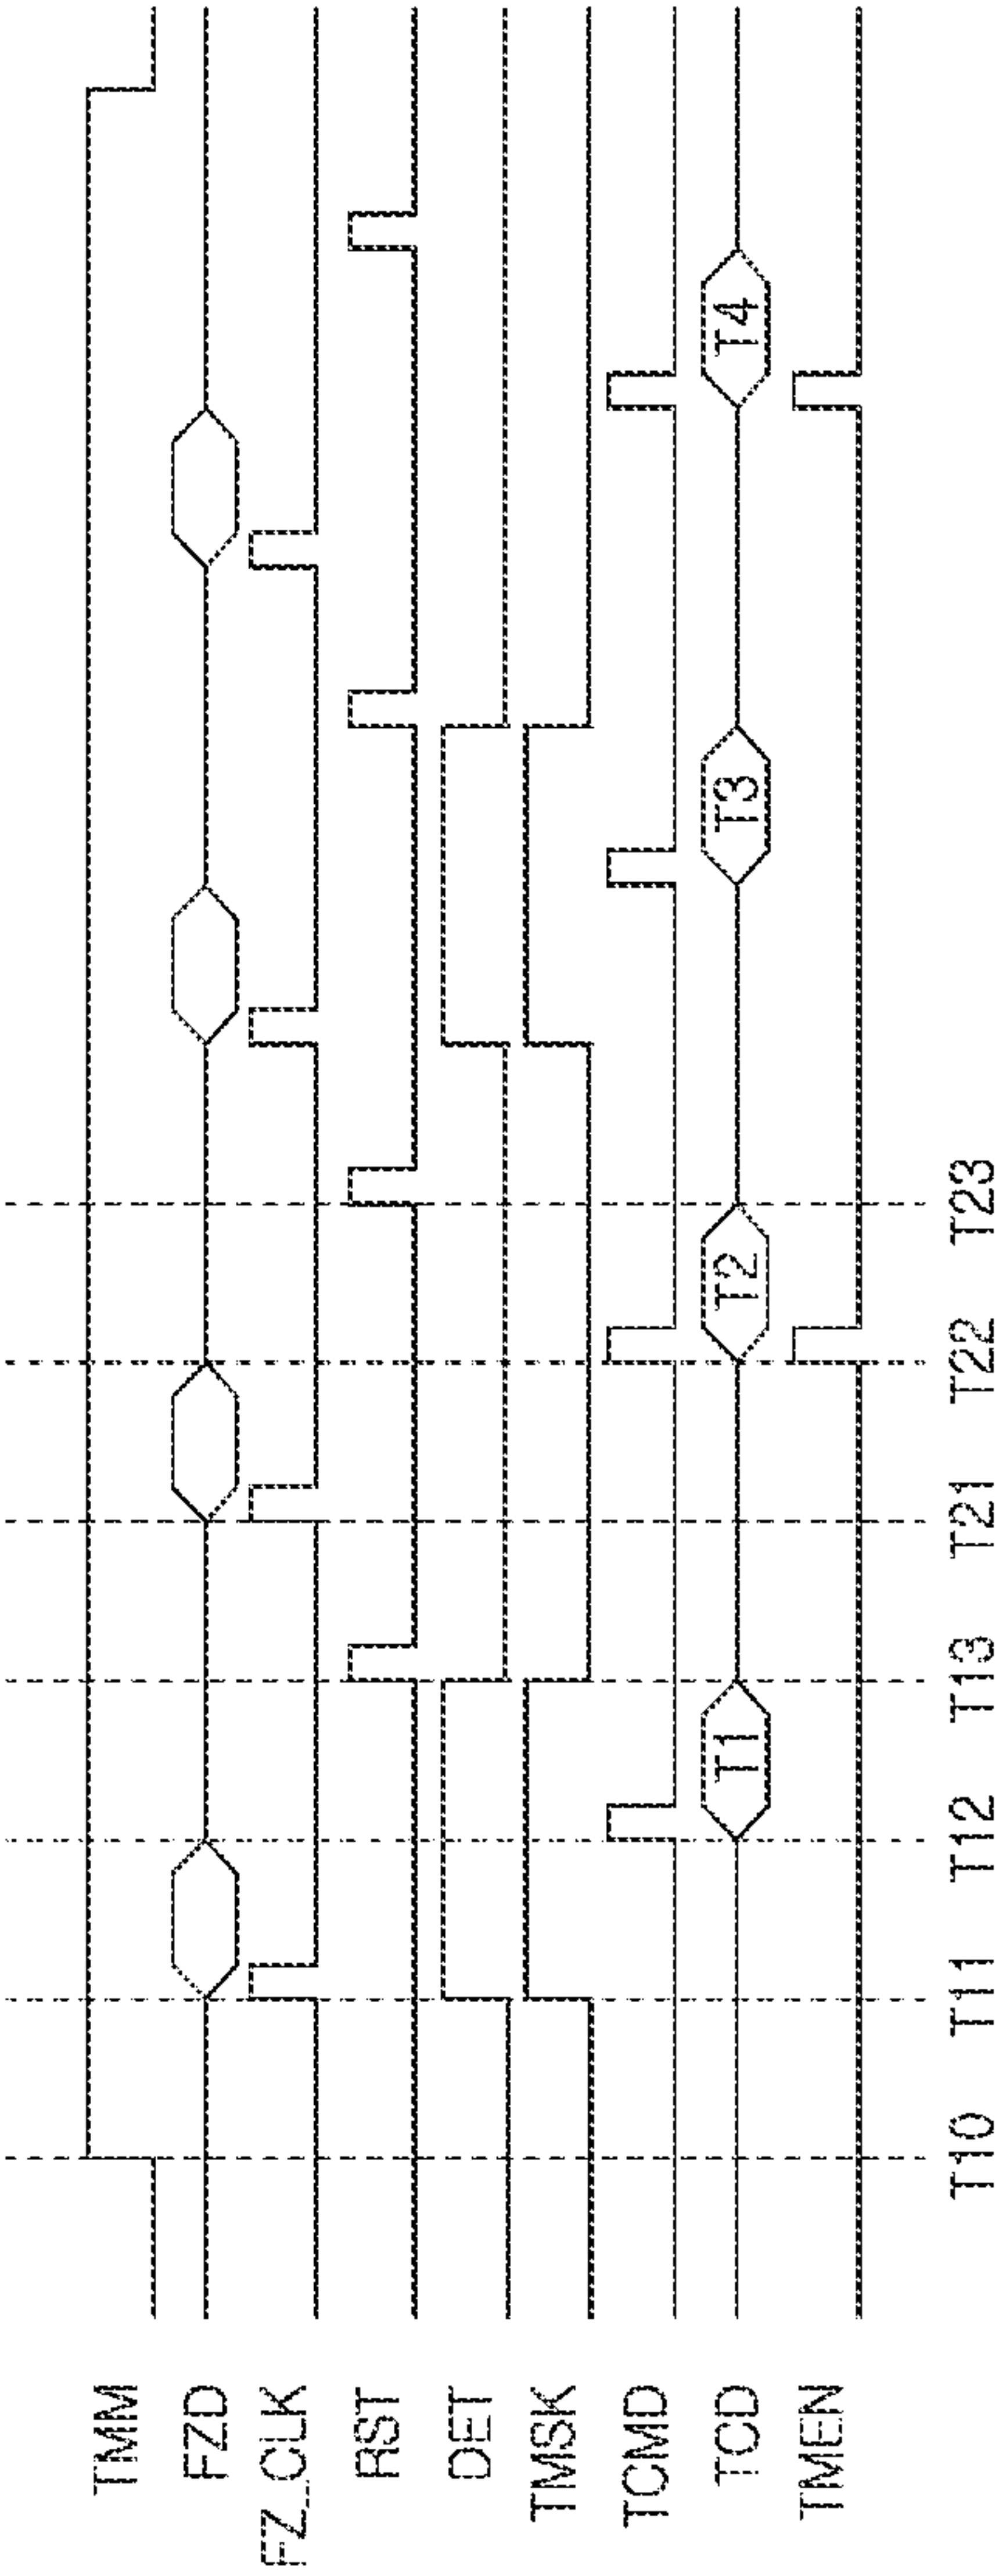 TMM
FZD
FZ_CLK
RST
DET
TMSK
TCMD
TCD T1 T2 T3 T4
TMEN
T10 T11 T12 T13 T21 T22 T23